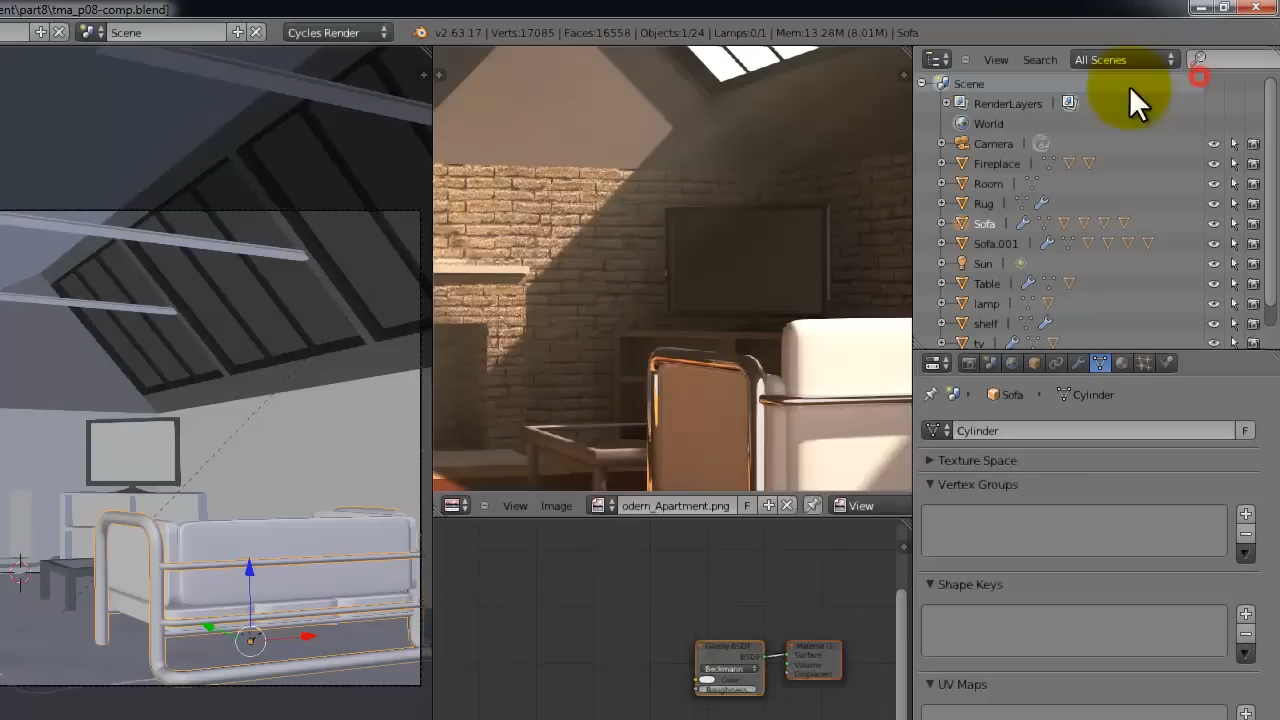 ent\part8\tma_p08-comp.blend]
Scene
Cycles Render
v2.63.17 | Verts:17085 | Faces:16558 | Objects:1/24 | Lamps:0/1 | Mem:13.28M (8.01M) | Sofa
View Search All Scenes
Scene
RenderLayers |
World
Camera |
Fireplace |
Room |
Rug |
Sofa |
Sofa.001 |
Sun |
Table |
lamp |
shelf |
tv |
Sofa
Cylinder
Cylinder F
Texture Space
Vertex Groups
Shape Keys
UV Maps
View Image odern_Apartment.png F View
Glossy BSDF
BSDF
Beckmann
Color
Roughness
Material O
Surface
Volume
Displacem